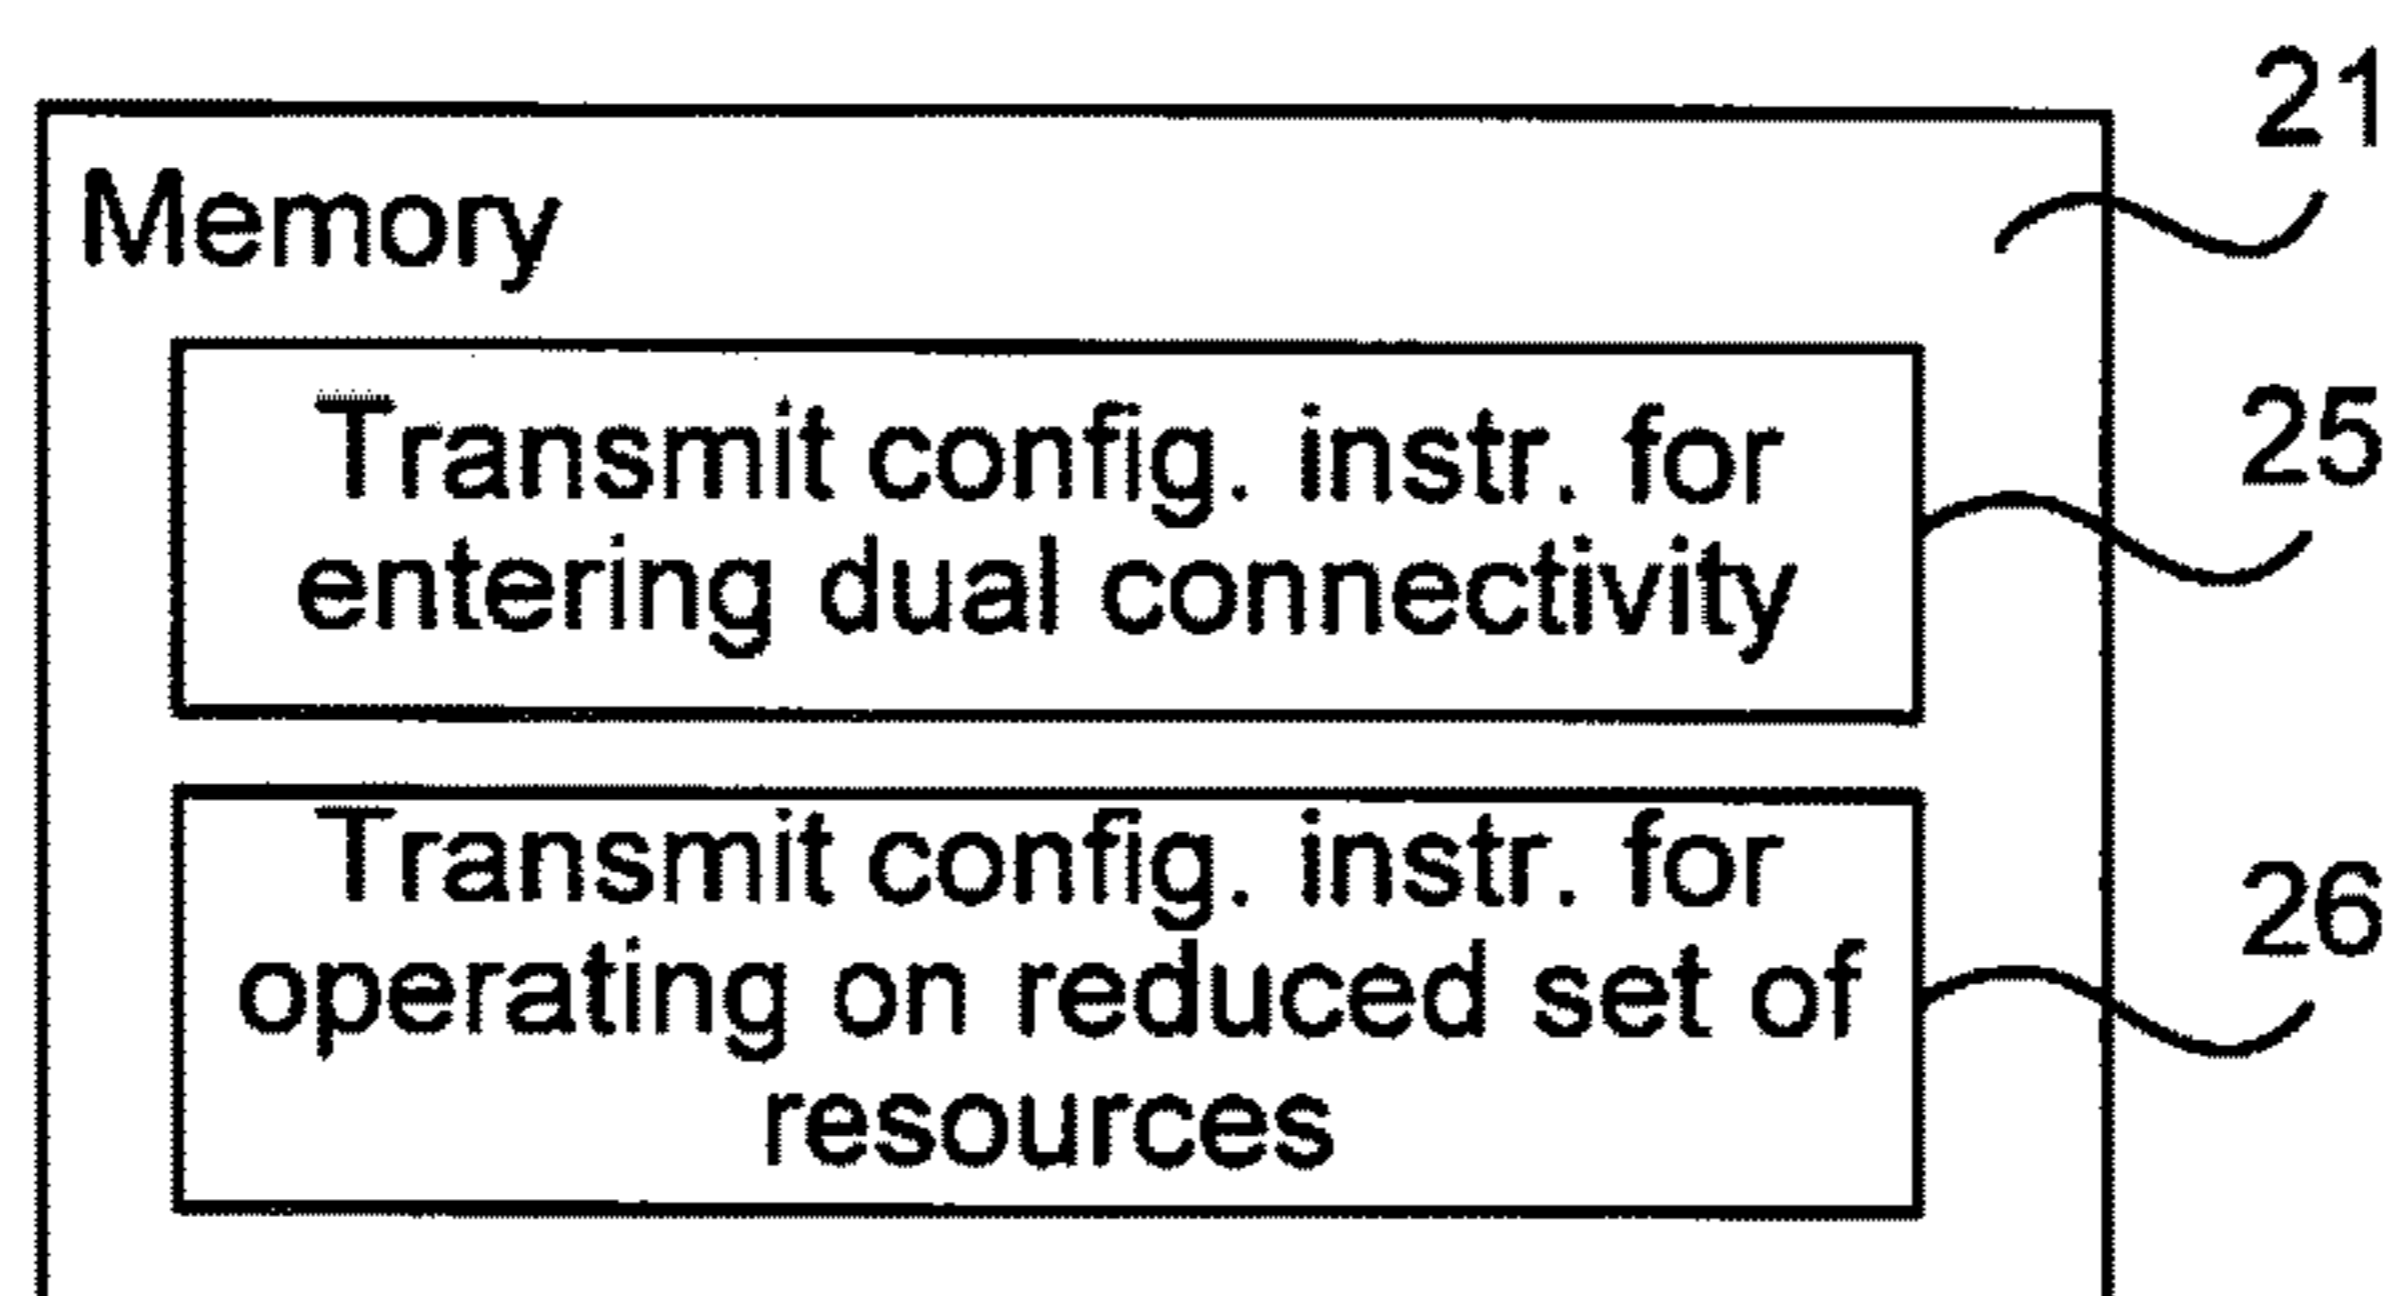 21
Memory
25
Transmit config. instr. for
entering dual connectivity
26
Transmit config. instr. for
operating on reduced set of
resources